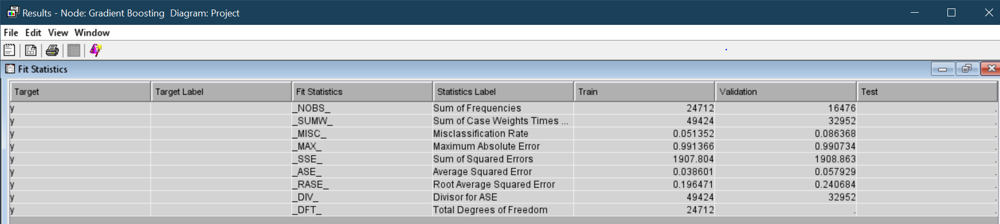 Results - Node: Gradient Boosting Diagram: Project
File Edit View Window
Fit Statistics
Target Target Label Fit Statistics Statistics Label Train Validation Test
y _NOBS_ Sum of Frequencies 24712 16476 .
y _SUMW_ Sum of Case Weights Times ... 49424 32952 .
y _MISC_ Misclassification Rate 0.051352 0.086368 .
y _MAX_ Maximum Absolute Error 0.991366 0.990734 .
y _SSE_ Sum of Squared Errors 1907.804 1908.863 .
y _ASE_ Average Squared Error 0.038601 0.057929 .
y _RASE_ Root Average Squared Error 0.196471 0.240684 .
y _DIV_ Divisor for ASE 49424 32952 .
y _DFT_ Total Degrees of Freedom 24712 . .